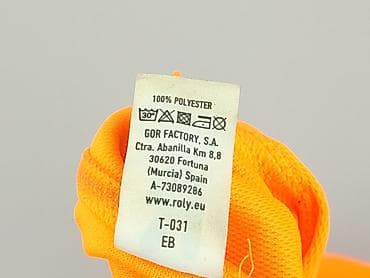 100% POLYESTER
30°
GOR FACTORY, S.A.
Ctra. Abanilla Km 8,8
30620 Fortuna
(Murcia) Spain
A-73089286
www.roly.eu
T-031
EB